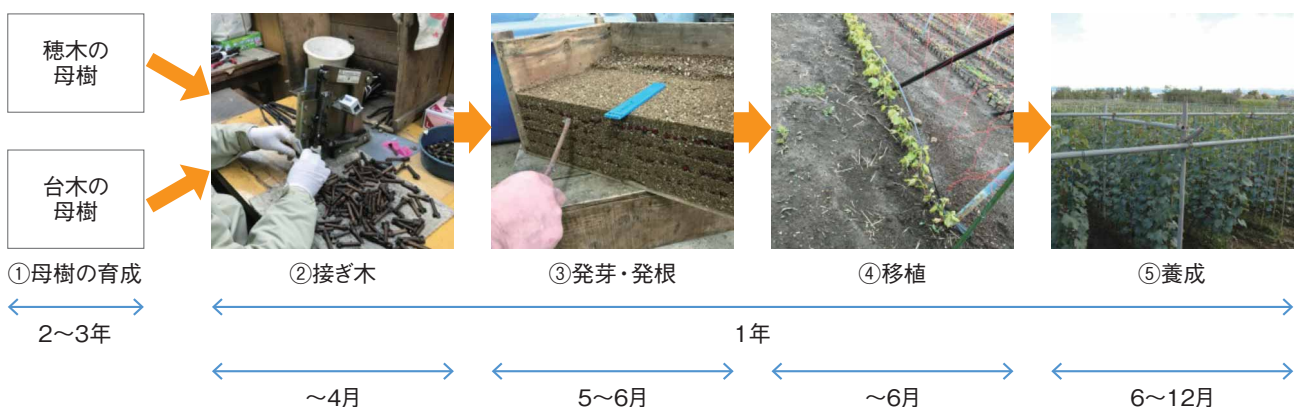 穂木の
母樹
台木の
母樹
①母樹の育成
②接ぎ木
③発芽・発根
④移植
⑤養成
2〜3年
1年
〜4月
5〜6月
〜6月
6〜12月